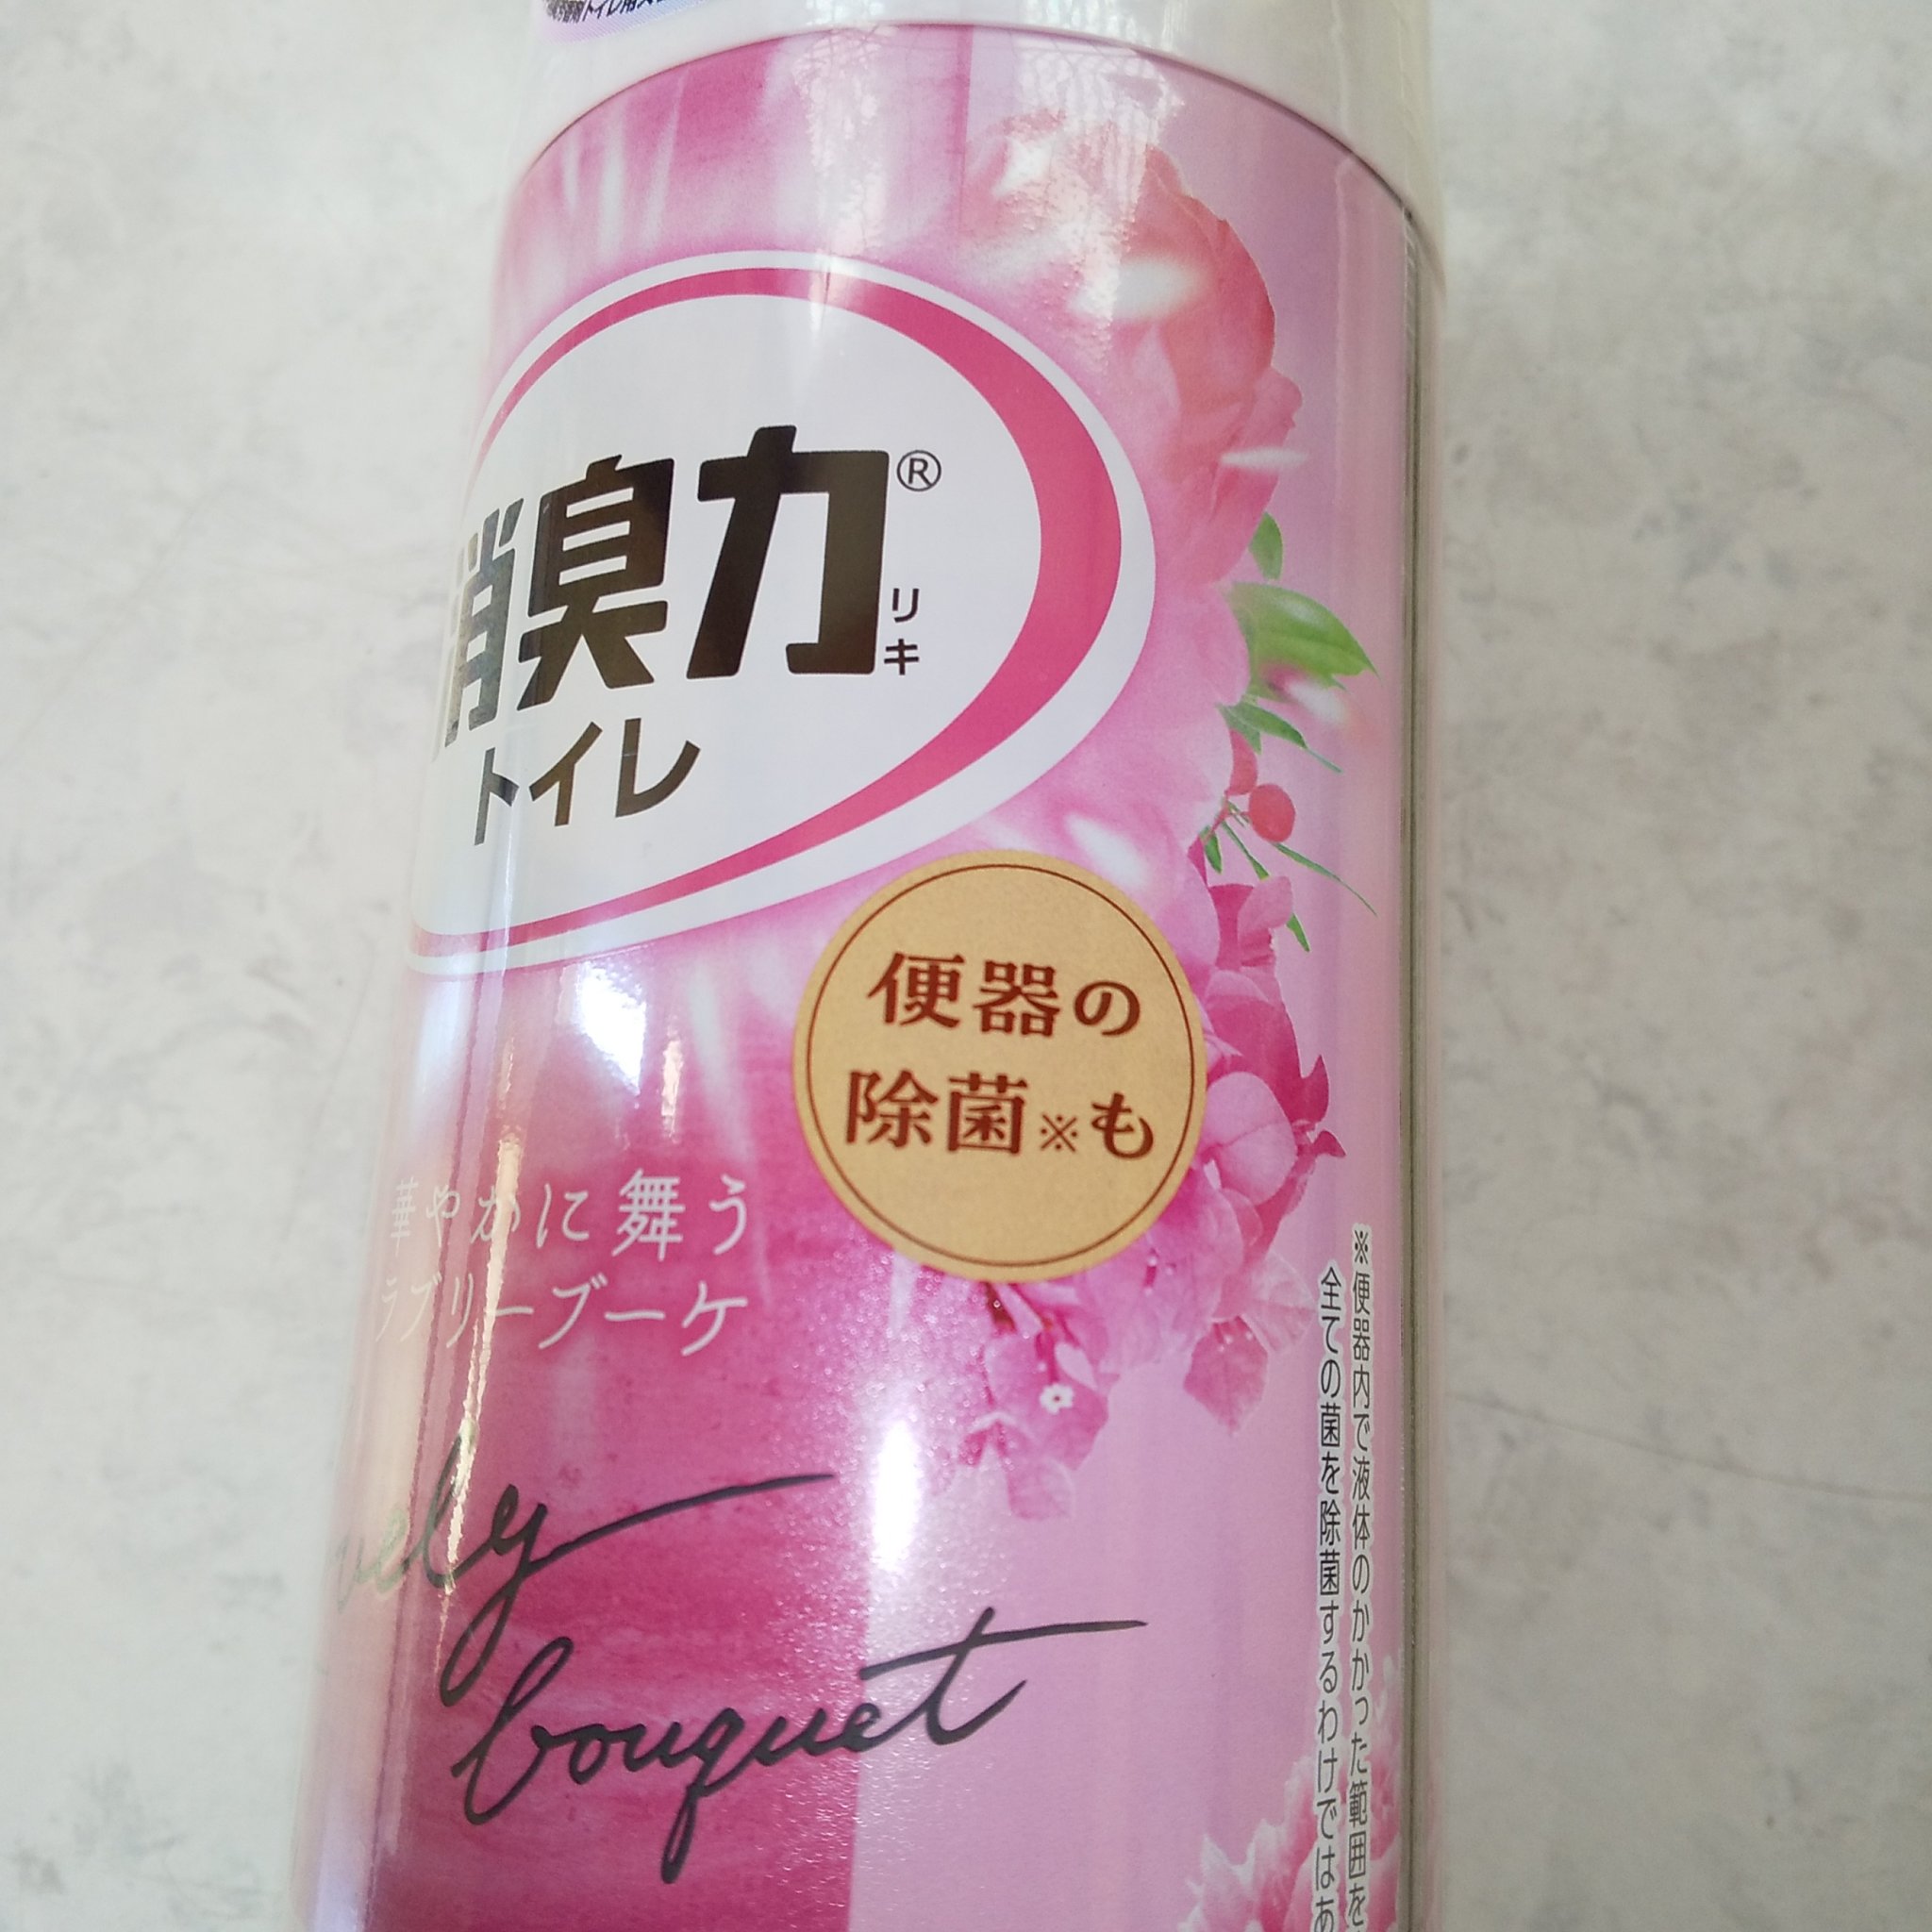 消臭力®
リキ
トイレ
便器の
除菌※も
華やかに舞う
ラブリーブーケ
bouquet
※便器内で液体のかかった範囲を
全ての菌を除菌するわけではあ